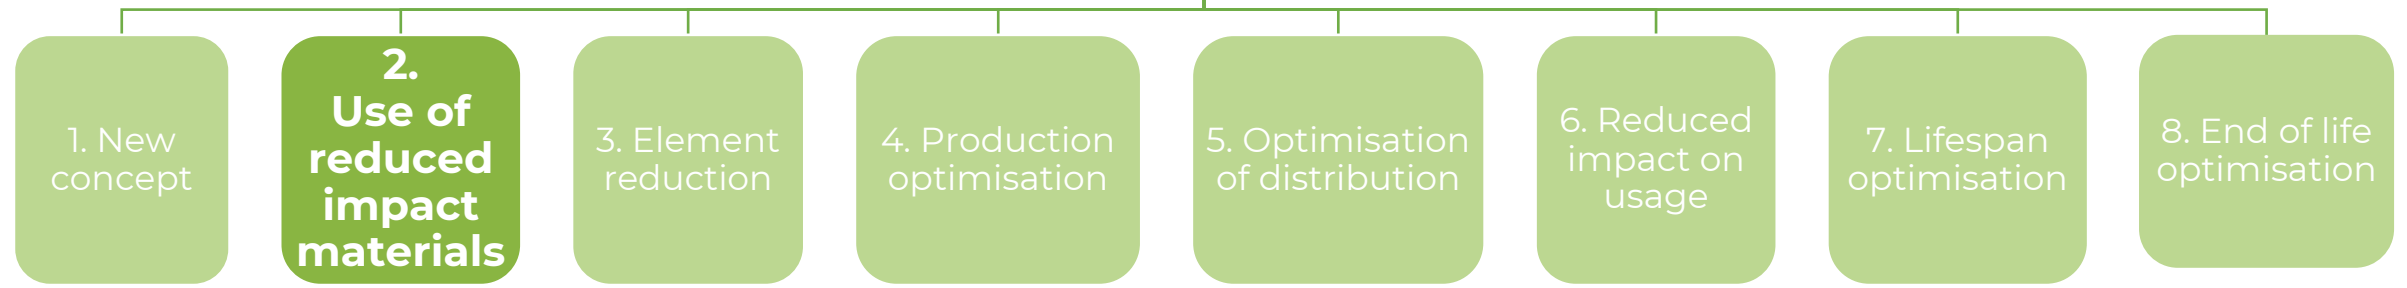 1. New
concept
2.
Use of
reduced
impact
materials
3. Element
reduction
4. Production
optimisation
5. Optimisation
of distribution
6. Reduced
impact on
usage
7. Lifespan
optimisation
8. End of life
optimisation